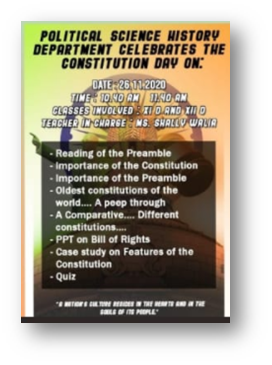 POLITICAL SCIENCE HISTORY
DEPARTMENT CELEBRATES THE
CONSTITUTION DAY ON:
DATE : 26.11.2020
TIME : 10.40 AM - 11.40 AM
CLASSES INVOLVED : XI D AND XII D
TEACHER IN CHARGE : MS. SHALLY WALIA
- Reading of the Preamble
- Importance of the Constitution
- Importance of the Preamble
- Oldest constitutions of the
world.... A peep through
- A Comparative.... Different
constitutions....
- PPT on Bill of Rights
- Case study on Features of the
Constitution
- Quiz
"A NATION'S CULTURE RESIDES IN THE HEARTS AND IN THE
SOULS OF ITS PEOPLE."